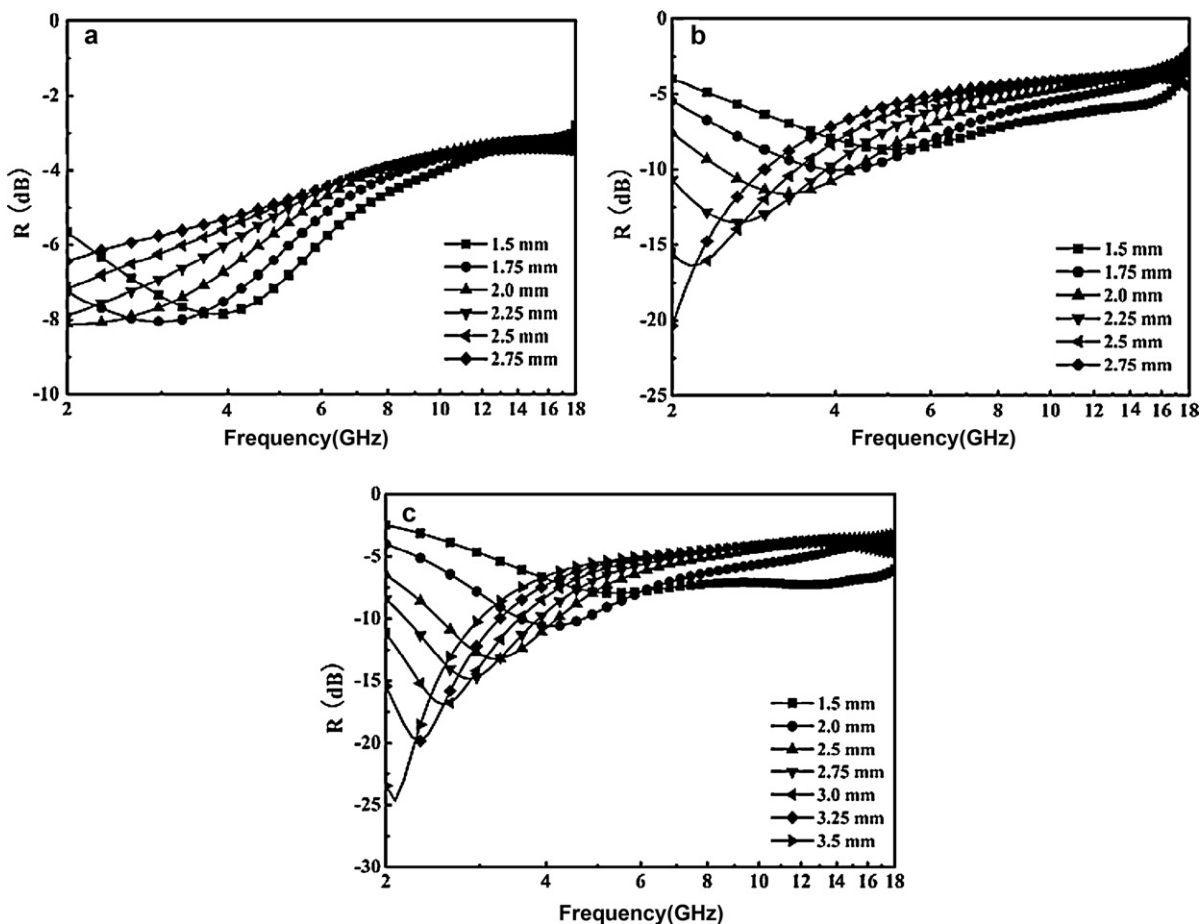 a
0
-2
-4
-6
-8
-10
R (dB)
1.5 mm
1.75 mm
2.0 mm
2.25 mm
2.5 mm
2.75 mm
2 4 6 8 10 12 14 16 18
Frequency(GHz)
b
0
-5
-10
-15
-20
-25
R (dB)
1.5 mm
1.75 mm
2.0 mm
2.25 mm
2.5 mm
2.75 mm
2 4 6 8 10 12 14 16 18
Frequency(GHz)
c
0
-5
-10
-15
-20
-25
-30
R (dB)
1.5 mm
2.0 mm
2.5 mm
2.75 mm
3.0 mm
3.25 mm
3.5 mm
2 4 6 8 10 12 14 16 18
Frequency(GHz)